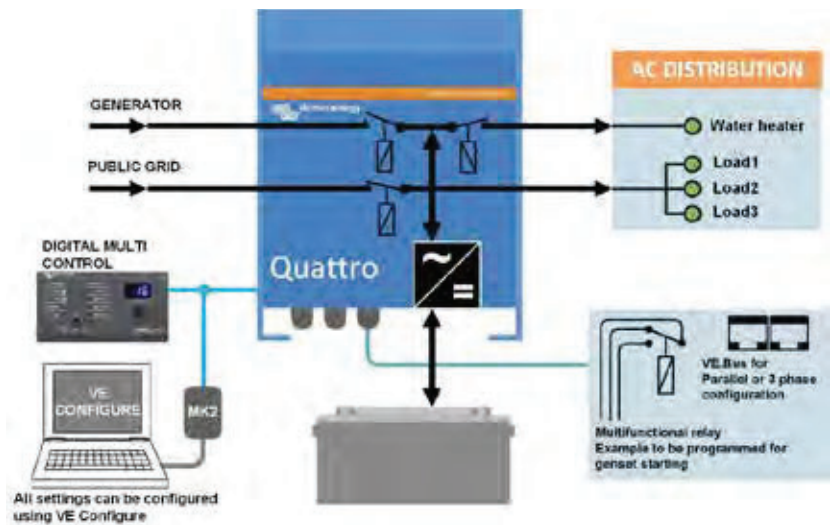 AC DISTRIBUTION
GENERATOR
Water heater
PUBLIC GRID
Load1
Load2
Load3
DIGITAL MULTI
CONTROL
Quattro
VE
CONFIGURE
MK2
VE.Bus for
Parallel or 3 phase
configuration
Multifunctional relay
Example to be programmed for
genset starting
All settings can be configured
using VE Configure